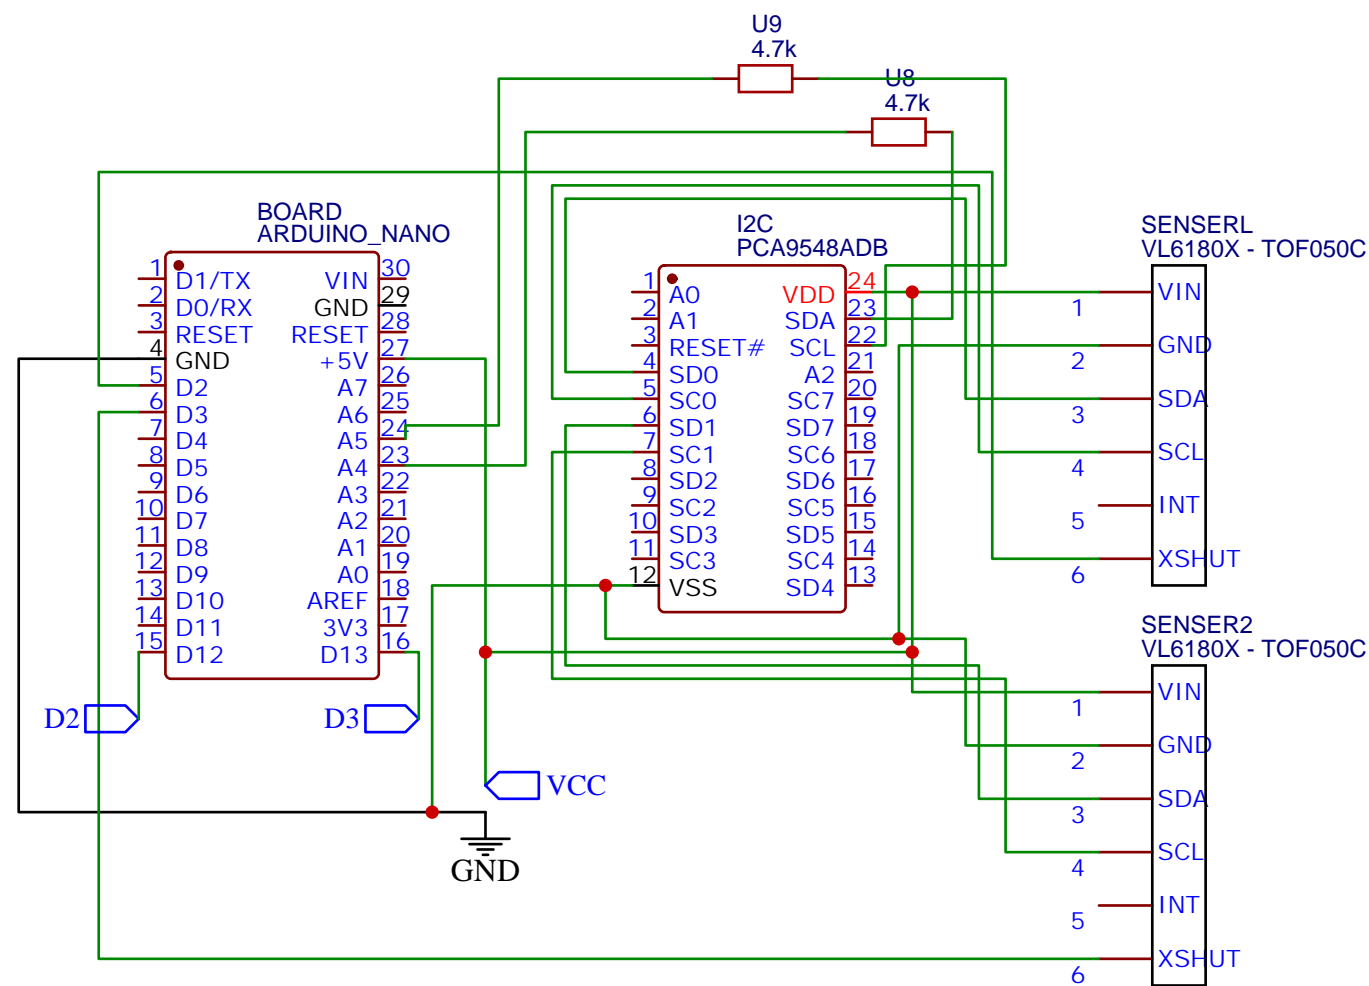 U9
4.7k
U8
4.7k
BOARD
ARDUINO_NANO
1 D1/TX VIN 30
2 D0/RX GND 29
3 RESET RESET 28
4 GND +5V 27
5 D2 A7 26
6 D3 A6 25
7 D4 A5 24
8 D5 A4 23
9 D6 A3 22
10 D7 A2 21
11 D8 A1 20
12 D9 A0 19
13 D10 AREF 18
14 D11 3V3 17
15 D12 D13 16
D2
D3
VCC
GND
I2C
PCA9548ADB
1 A0 VDD 24
2 A1 SDA 23
3 RESET# SCL 22
4 SD0 A2 21
5 SC0 SC7 20
6 SD1 SD7 19
7 SC1 SC6 18
8 SD2 SD6 17
9 SC2 SC5 16
10 SD3 SD5 15
11 SC3 SC4 14
12 VSS SD4 13
SENSERL
VL6180X - TOF050C
1 VIN
2 GND
3 SDA
4 SCL
5 INT
6 XSHUT
SENSER2
VL6180X - TOF050C
1 VIN
2 GND
3 SDA
4 SCL
5 INT
6 XSHUT